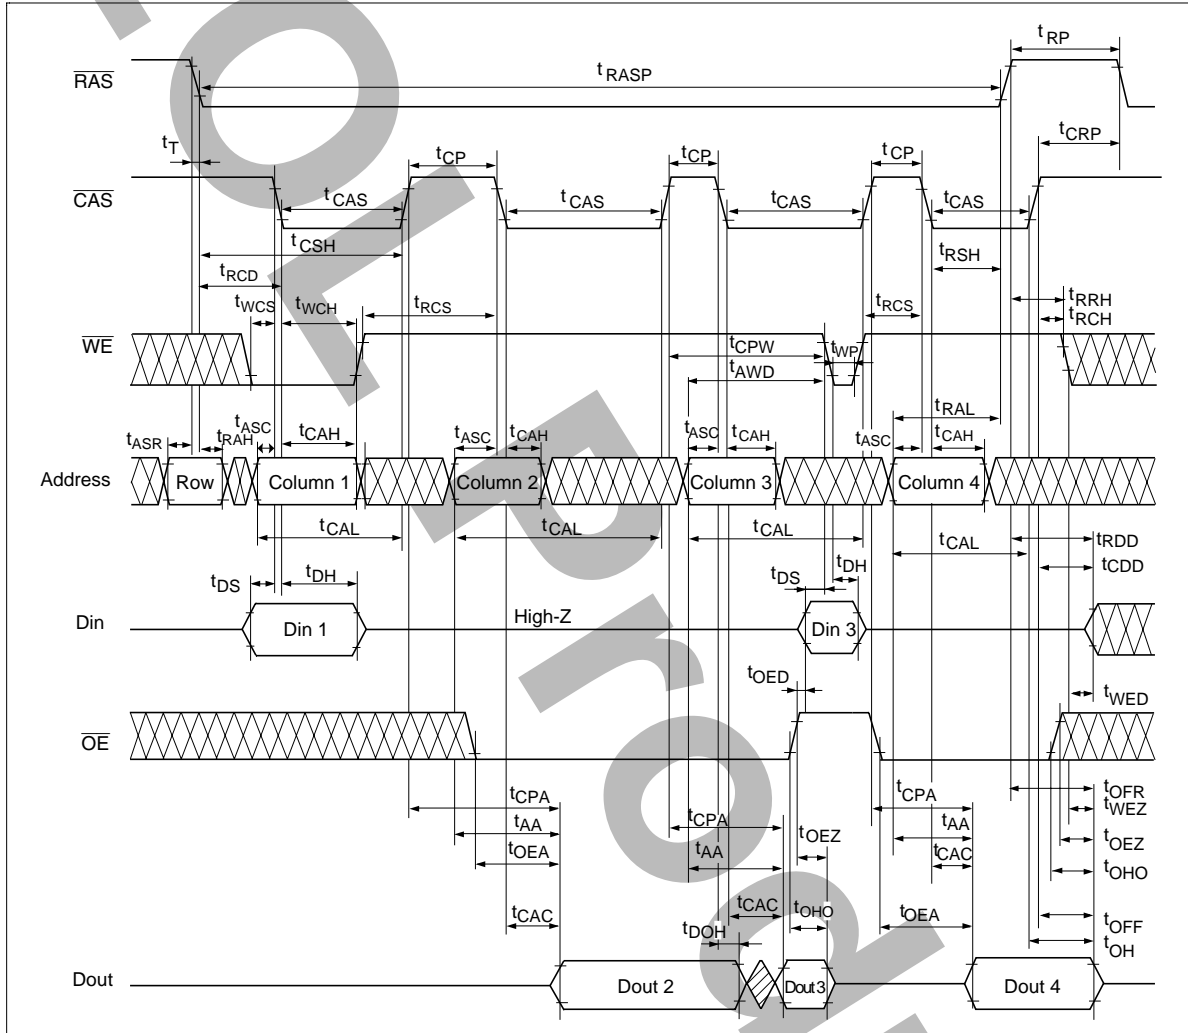 tRP
RAS
tRASP
tT
tCP
tCP
tCP
tCRP
CAS
tCAS
tCAS
tCAS
tCAS
tCSH
tRSH
tRCD
tWCS
tWCH
tRCS
tRCS
tRRH
tRCH
WE
tCPW
tWP
tAWD
tRAL
tASR
tRAH
tASC
tCAH
tASC
tCAH
tASC
tCAH
tASC
tCAH
Address
Row
Column 1
Column 2
Column 3
Column 4
tCAL
tCAL
tCAL
tCAL
tRDD
tCDD
tDS
tDH
tDS
tDH
Din
Din 1
High-Z
Din 3
tOED
tWED
OE
tCPA
tCPA
tCPA
tOFR
tWEZ
tAA
tOEZ
tAA
tOEZ
tOEA
tAA
tCAC
tOHO
tCAC
tCAC
tOHO
tOEA
tOFF
tDOH
tOH
Dout
Dout 2
Dout 3
Dout 4
OL Prod